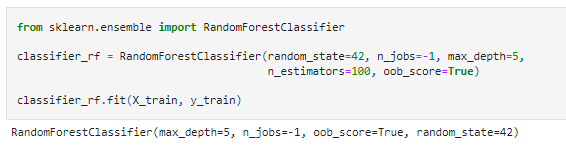 from sklearn.ensemble import RandomForestClassifier
classifier_rf = RandomForestClassifier(random_state=42, n_jobs=-1, max_depth=5,
n_estimators=100, oob_score=True)
classifier_rf.fit(X_train, y_train)
RandomForestClassifier(max_depth=5, n_jobs=-1, oob_score=True, random_state=42)